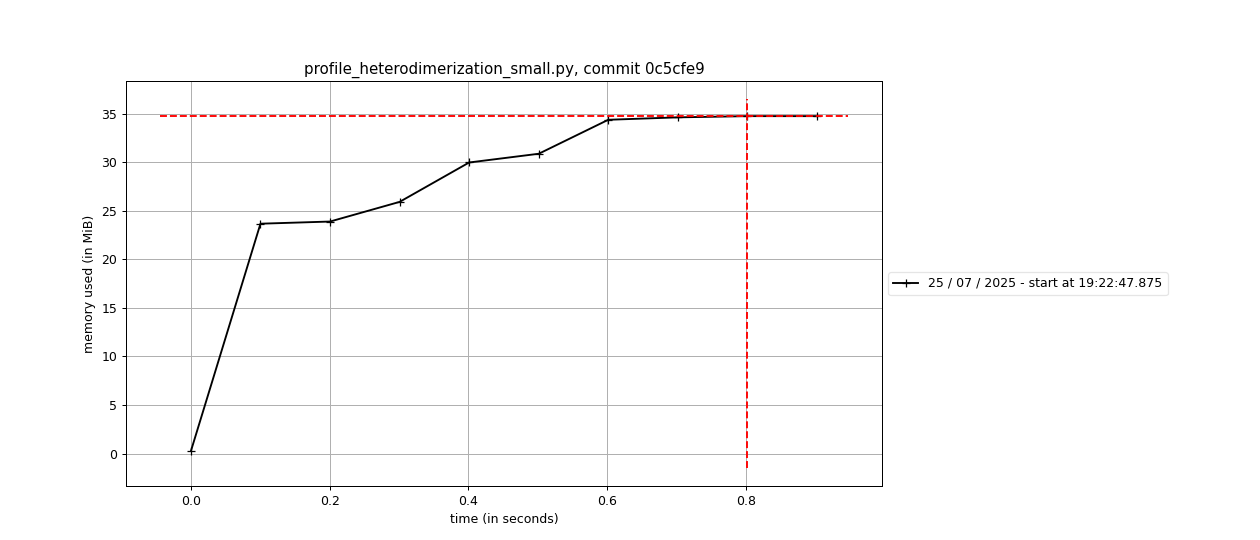 profile_heterodimerization_small.py, commit 0c5cfe9
35
30
25
20
15
10
5
0
memory used (in MiB)
0.0 0.2 0.4 0.6 0.8
time (in seconds)
25 / 07 / 2025 - start at 19:22:47.875